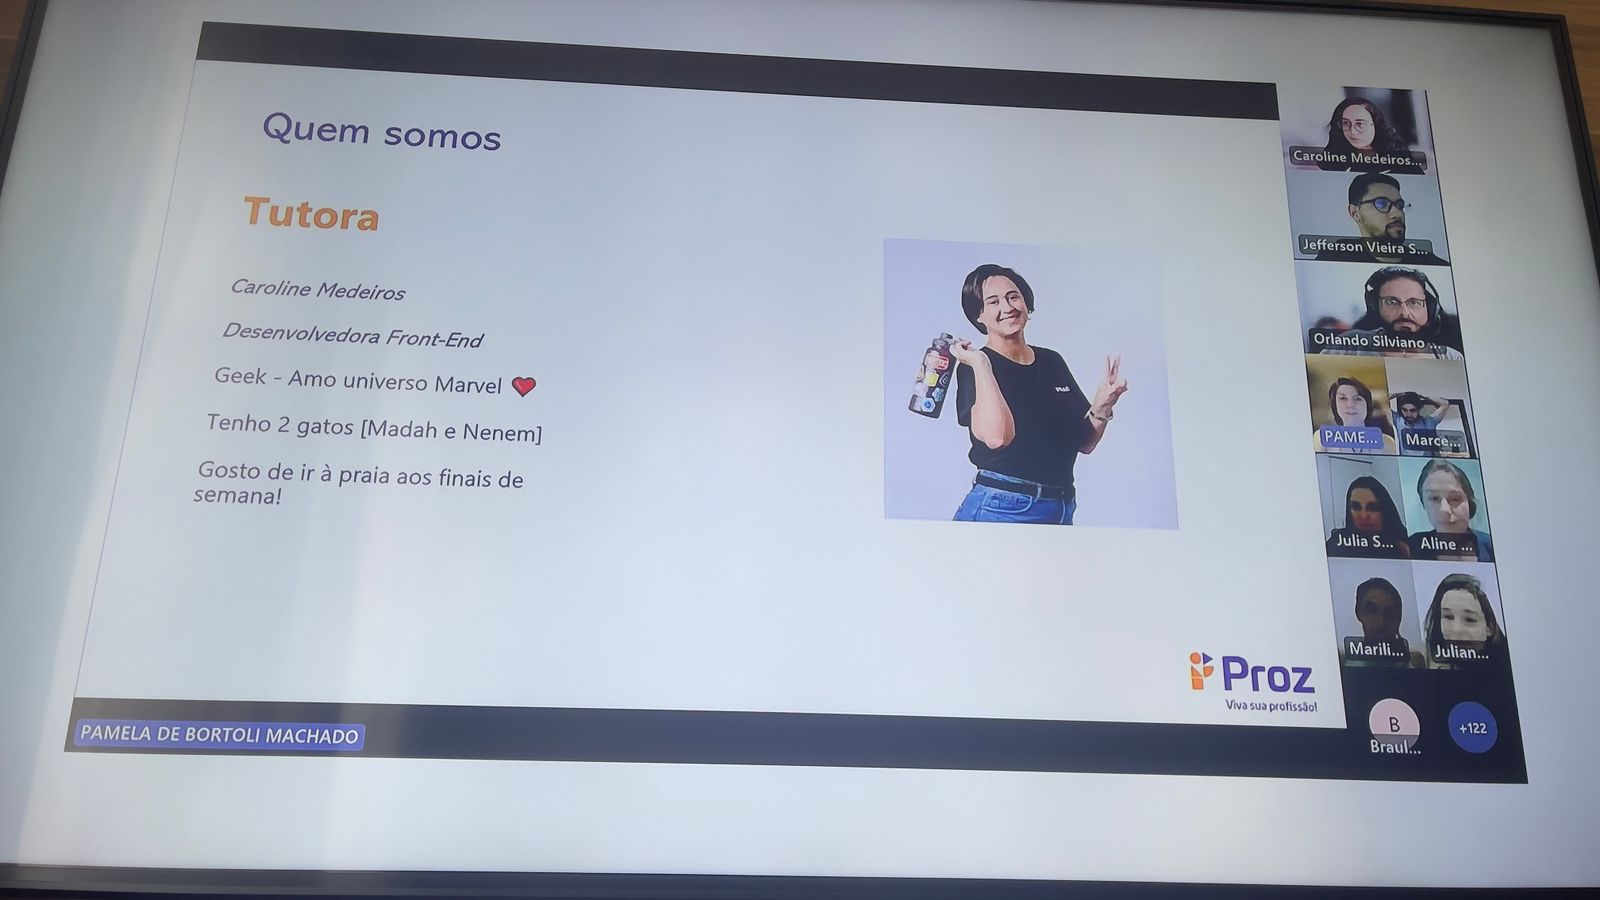 Quem somos
Tutora
Caroline Medeiros
Desenvolvedora Front-End
Geek - Amo universo Marvel ❤️
Tenho 2 gatos [Madah e Nenem]
Gosto de ir à praia aos finais de
semana!
Proz
Viva sua profissão!
PAMELA DE BORTOLI MACHADO
Caroline Medeiros...
Jefferson Vieira S...
Orlando Silviano ...
PAME...
Marce...
Julia S...
Aline ...
Marili...
Julian...
B
Braul...
+122